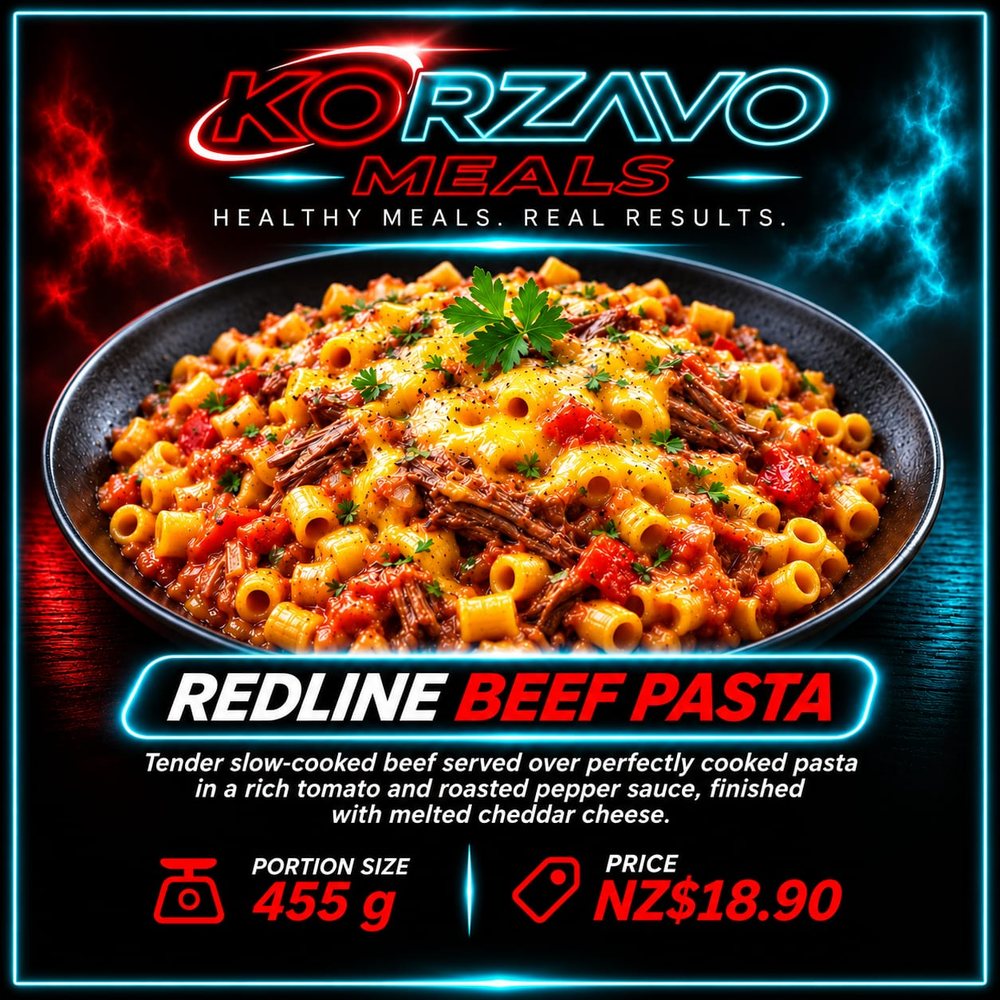 KORZAVO
MEALS
HEALTHY MEALS. REAL RESULTS.
REDLINE BEEF PASTA
Tender slow-cooked beef served over perfectly cooked pasta
in a rich tomato and roasted pepper sauce, finished
with melted cheddar cheese.
PORTION SIZE
455 g
PRICE
NZ$18.90